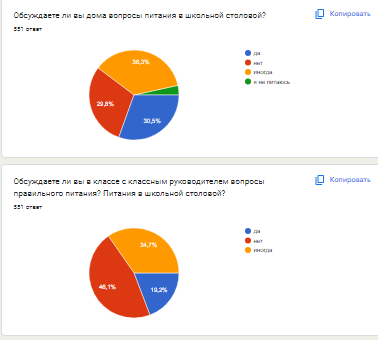 Обсуждаете ли вы дома вопросы питания в школьной столовой?
Копировать
551 ответ
да
нет
иногда
я не питаюсь
36,3%
29,8%
30,5%
Обсуждаете ли вы в классе с классным руководителем вопросы
правильного питания? Питания в школьной столовой?
Копировать
551 ответ
да
нет
иногда
34,7%
46,1%
19,2%